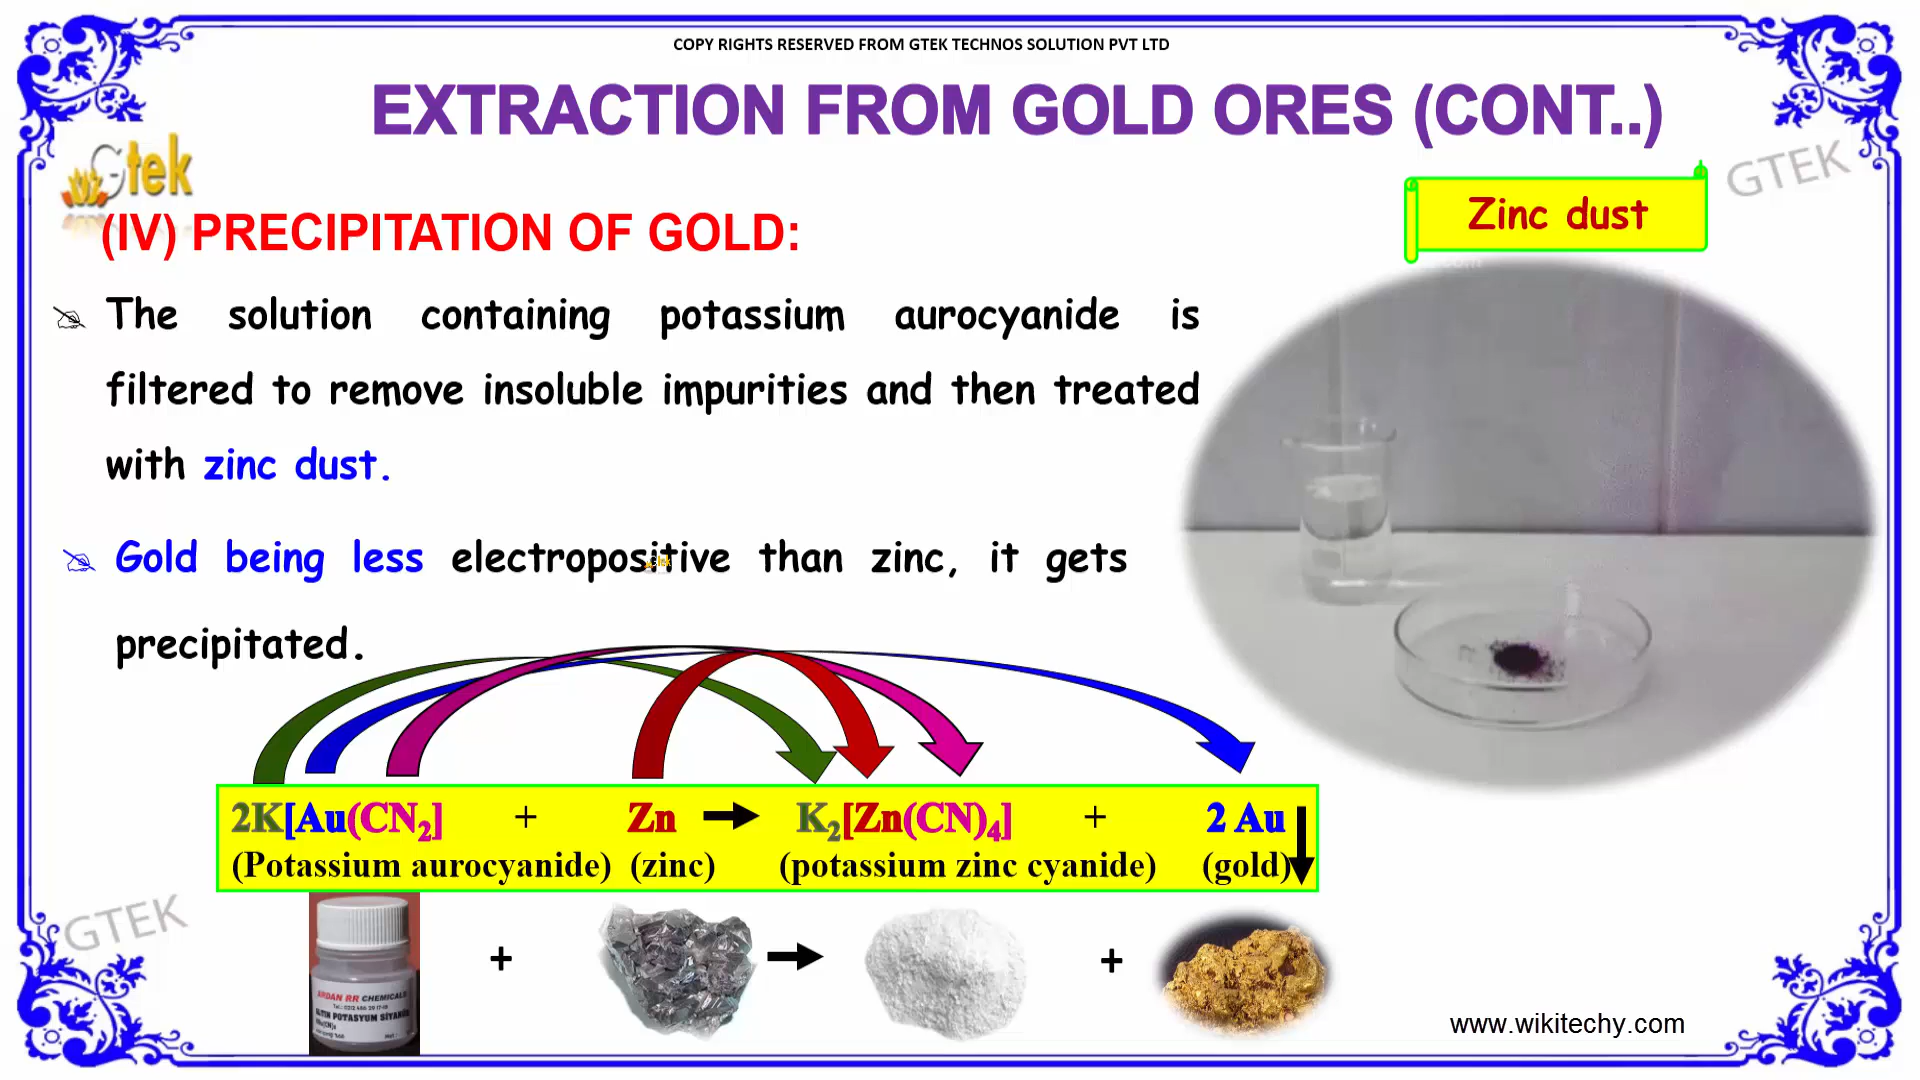 COPY RIGHTS RESERVED FROM GTEK TECHNOS SOLUTION PVT LTD
EXTRACTION FROM GOLD ORES (CONT..)
Gtek
GTEK
Zinc dust
(IV) PRECIPITATION OF GOLD:
The solution containing potassium aurocyanide is
filtered to remove insoluble impurities and then treated
with zinc dust.
Gold being less electropositive than zinc, it gets
precipitated.
2K[Au(CN₂] + Zn → K₂[Zn(CN)₄] + 2 Au ↓
(Potassium aurocyanide) (zinc) (potassium zinc cyanide) (gold)
GTEK
+ → +
RR CHEMICALS
POTASYUM
www.wikitechy.com